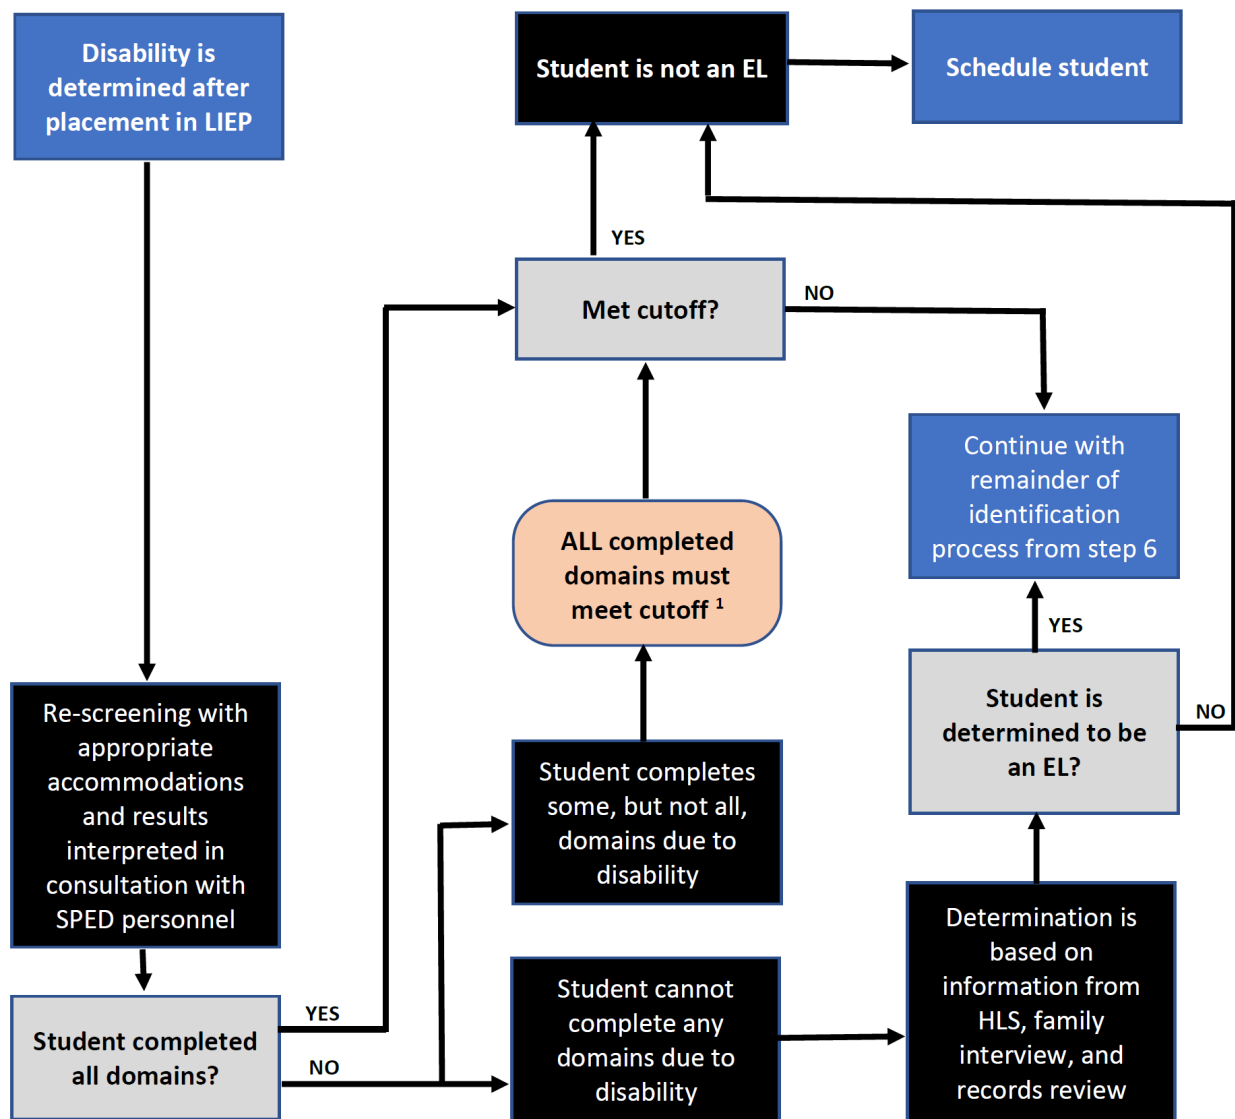 Disability is
determined after
placement in LIEP
Student is not an EL
Schedule student
YES
Met cutoff?
NO
Continue with
remainder of
identification
process from step 6
ALL completed
domains must
meet cutoff 1
YES
Student is
determined to be
an EL?
NO
Re-screening with
appropriate
accommodations
and results
interpreted in
consultation with
SPED personnel
Student completes
some, but not all,
domains due to
disability
Determination is
based on
information from
HLS, family
interview, and
records review
Student cannot
complete any
domains due to
disability
Student completed
all domains?
YES
NO